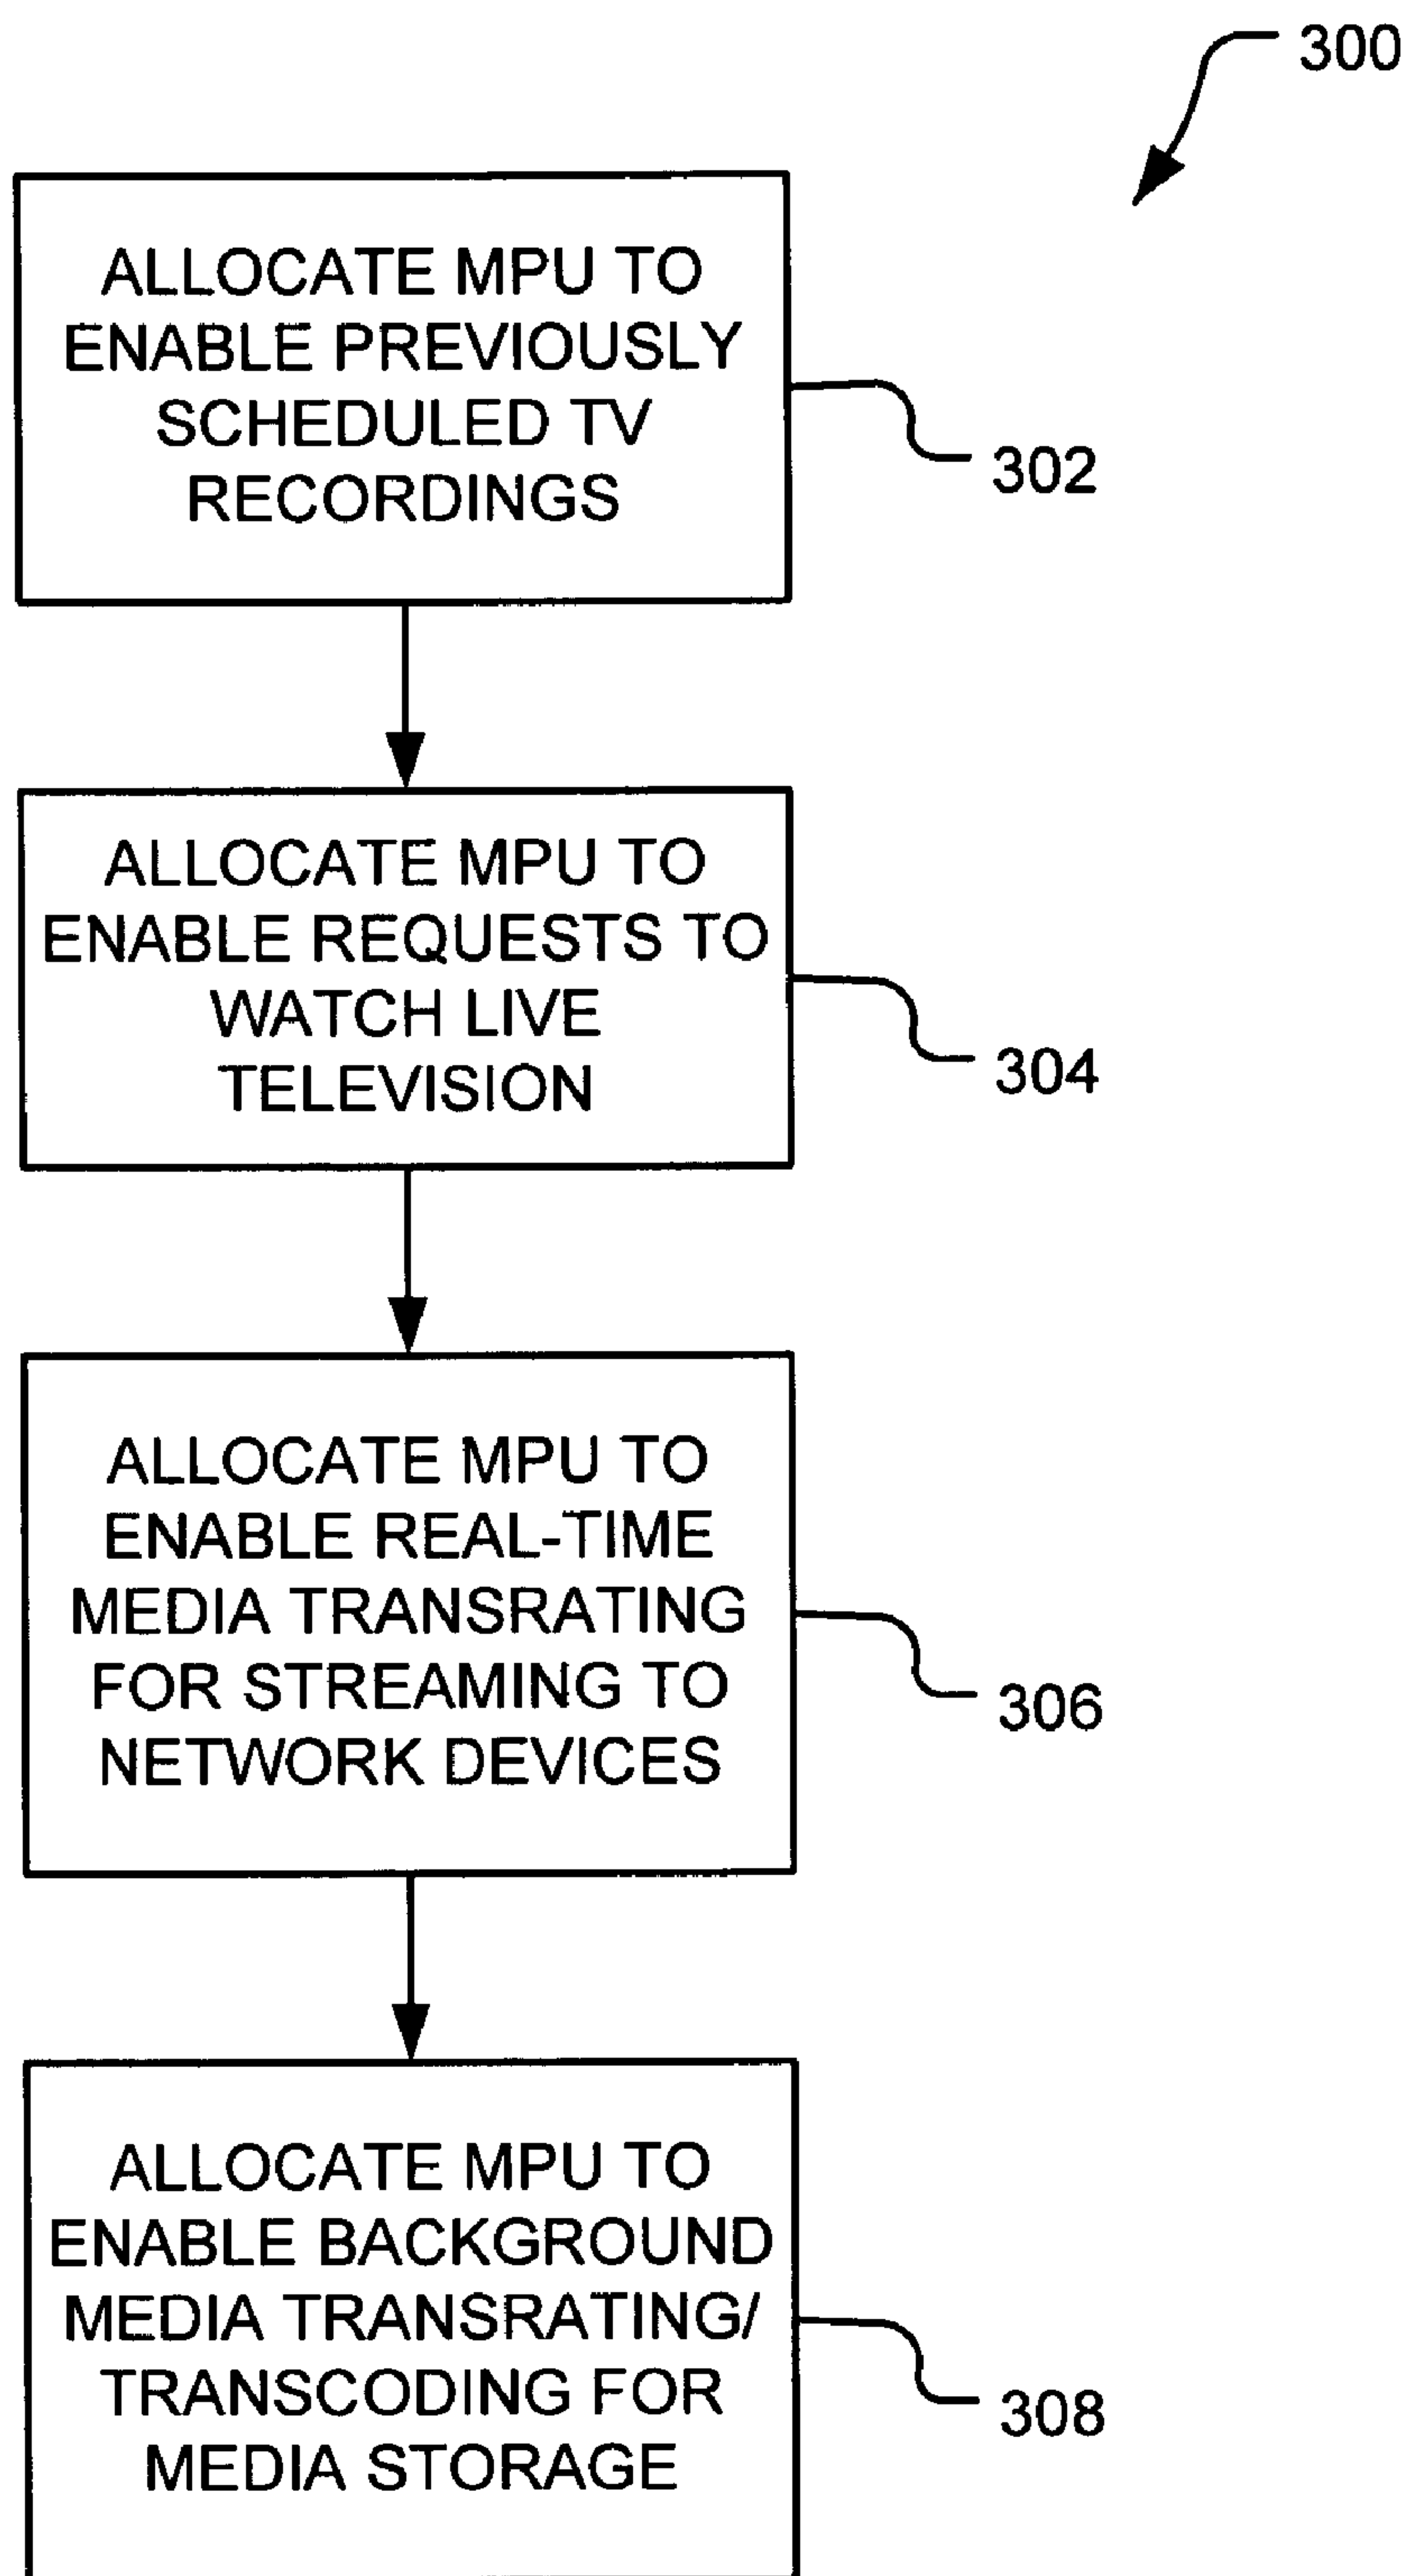 300
ALLOCATE MPU TO
ENABLE PREVIOUSLY
SCHEDULED TV
RECORDINGS
302
ALLOCATE MPU TO
ENABLE REQUESTS TO
WATCH LIVE
TELEVISION
304
ALLOCATE MPU TO
ENABLE REAL-TIME
MEDIA TRANSRATING
FOR STREAMING TO
NETWORK DEVICES
306
ALLOCATE MPU TO
ENABLE BACKGROUND
MEDIA TRANSRATING/
TRANSCODING FOR
MEDIA STORAGE
308